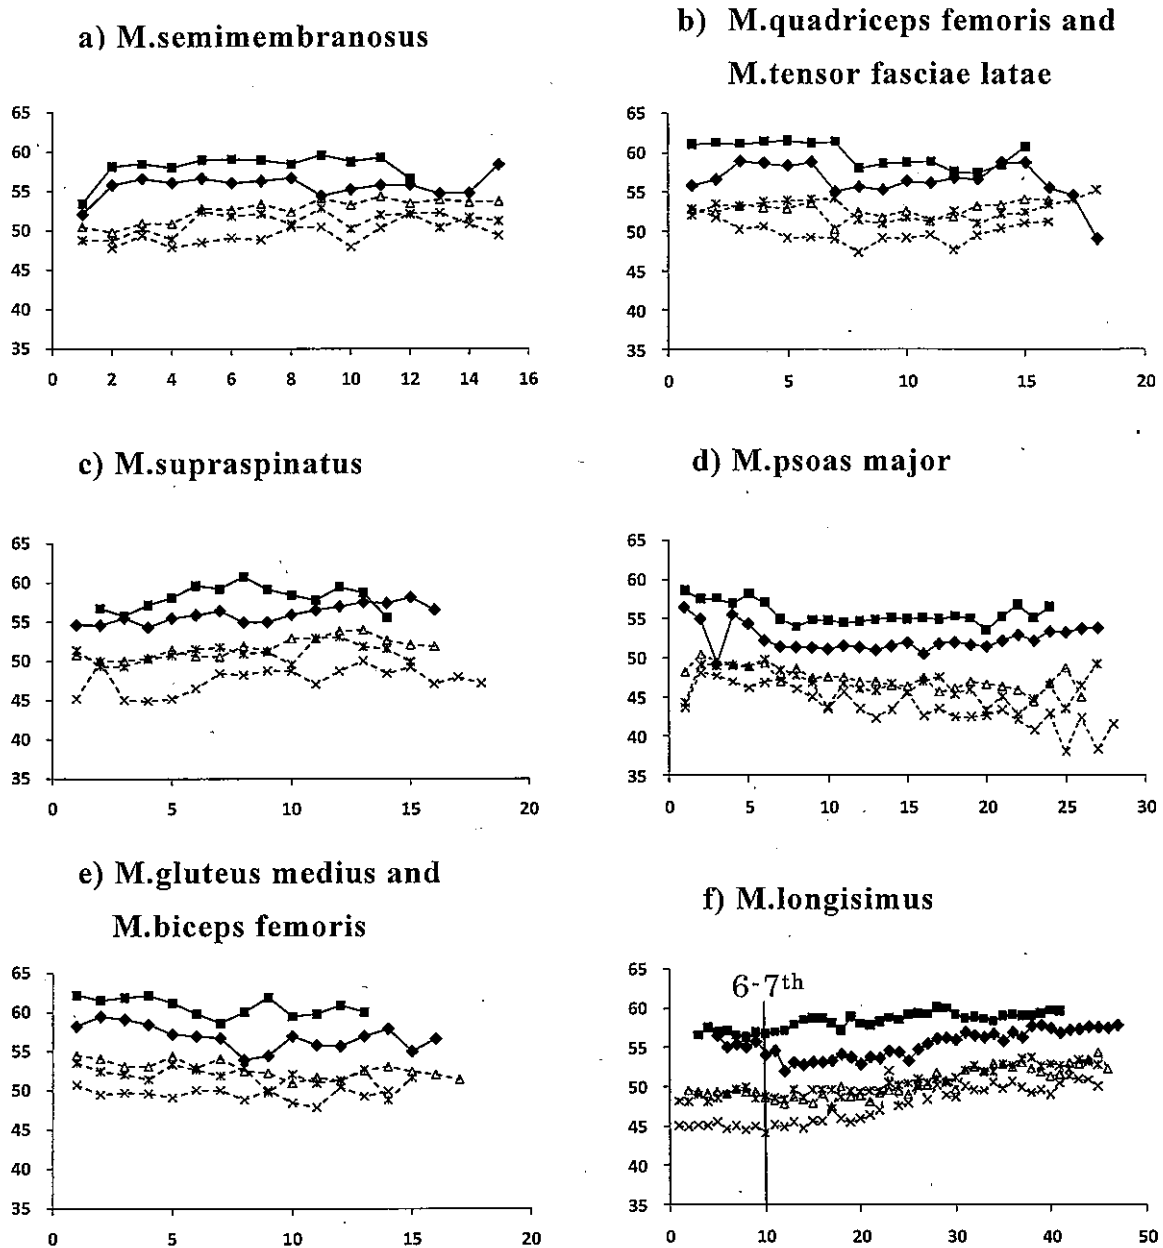 a) M.semimembranosus
65
60
55
50
45
40
35
0 2 4 6 8 10 12 14 16
b) M.quadriceps femoris and
M.tensor fasciae latae
65
60
55
50
45
40
35
0 5 10 15 20
c) M.supraspinatus
65
60
55
50
45
40
35
0 5 10 15 20
d) M.psoas major
65
60
55
50
45
40
35
0 5 10 15 20 25 30
e) M.gluteus medius and
M.biceps femoris
65
60
55
50
45
40
35
0 5 10 15 20
f) M.longisimus
6-7th
65
60
55
50
45
40
35
0 10 20 30 40 50